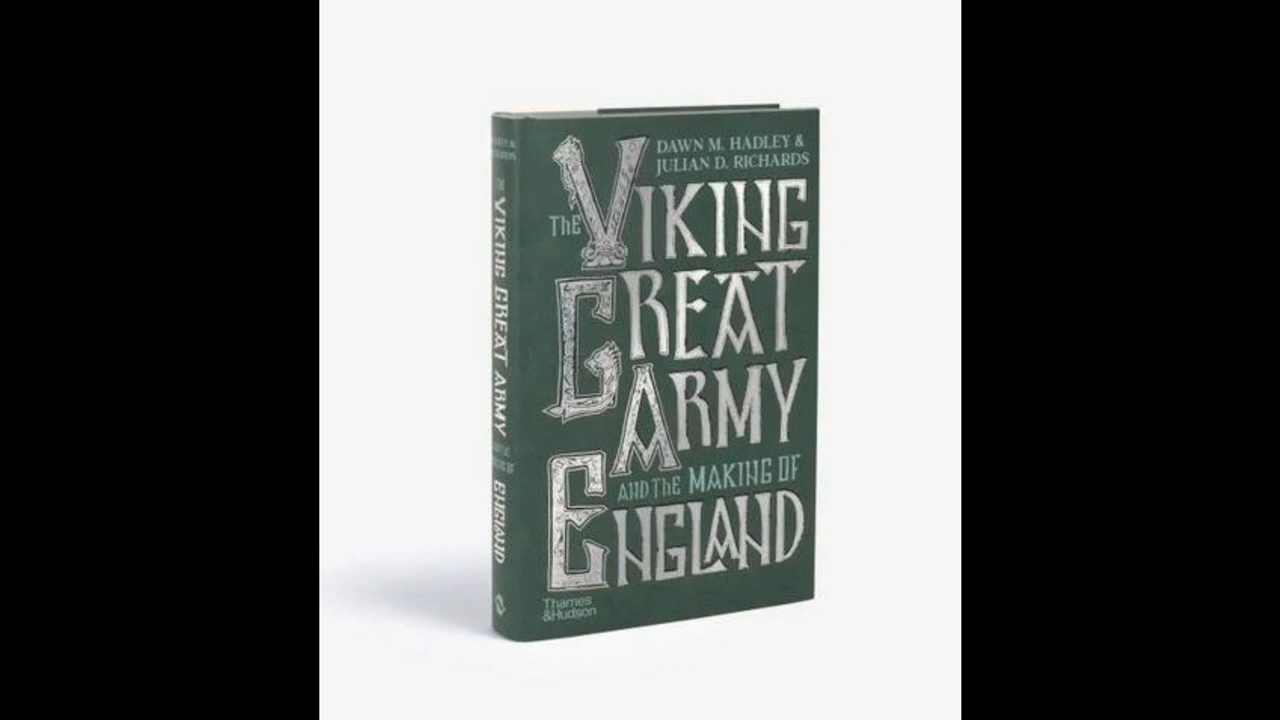 DAWN M. HADLEY &
JULIAN D. RICHARDS
THE VIKING
GREAT
ARMY
AND THE MAKING OF
ENGLAND
Thames
&Hudson
VIKING GREAT ARMY
ENGLAND